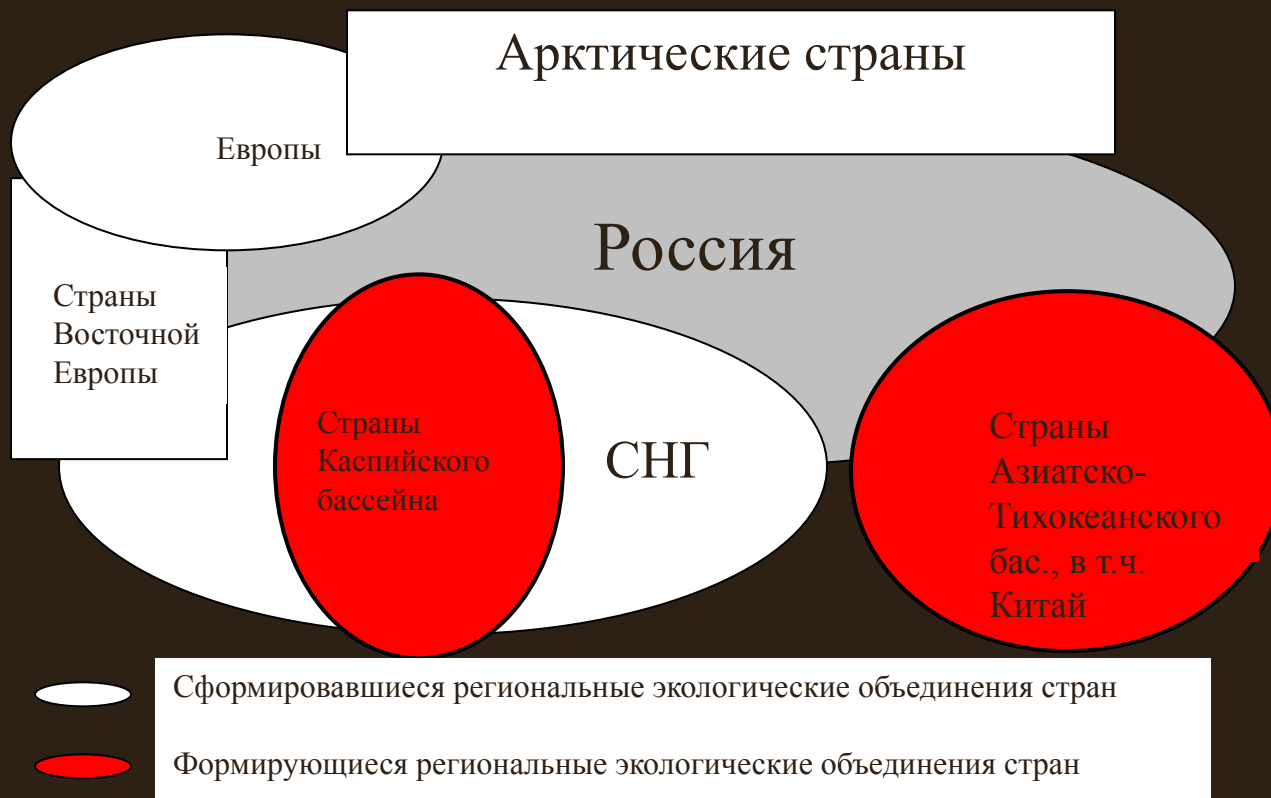 Арктические страны
Европы
Россия
Страны
Восточной
Европы
Страны
Каспийского
бассейна
СНГ
Страны
Азиатско-
Тихокеанского
бас., в т.ч.
Китай
Сформировавшиеся региональные экологические объединения стран
Формирующиеся региональные экологические объединения стран